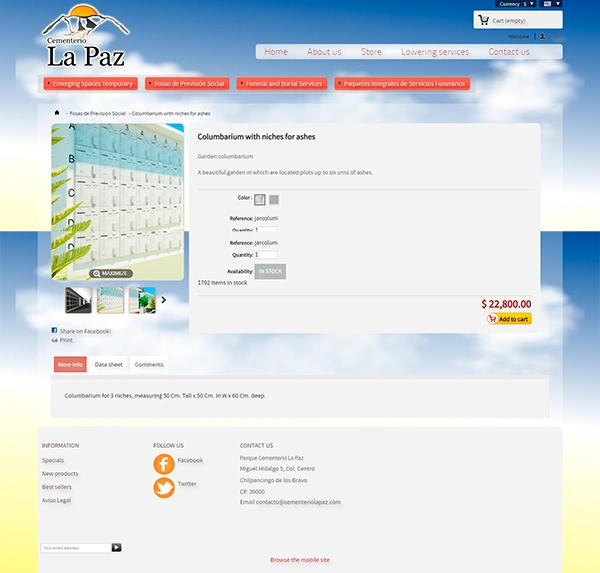 Currency : $
Cart (empty)
Welcome
Cementerio
La Paz
Home About us Store Lowering services Contact us
Emerging Spaces Temporary Fosas de Previsión Social Funeral and Burial Services Paquetes Integrales de Servicios Funerarios
Fosas de Previsión Social Columbarium with niches for ashes
Columbarium with niches for ashes
Garden columbarium
A beautiful garden in which are located plots up to six urns of ashes.
Color :
Reference: jarcolum
Quantity: 1
Reference: jarcolum
Quantity: 1
Availability: IN STOCK
1792 Items in stock
$ 22,800.00
Add to cart
A
B
C
D
3 4 5
MAXIMIZE
Share on Facebook!
Print
More info Data sheet Comments
Columbarium for 3 niches, measuring 50 Cm. Tall x 50 Cm. In W x 60 Cm. deep.
INFORMATION
Specials
New products
Best sellers
Aviso Legal
FOLLOW US
Facebook
Twitter
CONTACT US
Parque Cementerio La Paz
Miguel Hidalgo 5, Col. Centro
Chilpancingo de los Bravo
CP. 39000
Email contacto@cementeriolapaz.com
Your email address
Browse the mobile site